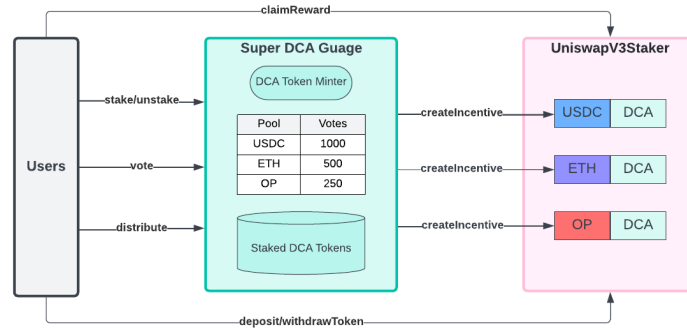 claimReward
Super DCA Guage
UniswapV3Staker
DCA Token Minter
stake/unstake
createIncentive
USDC DCA
Pool Votes
USDC 1000
Users
vote
ETH 500
createIncentive
ETH DCA
OP 250
distribute
createIncentive
OP DCA
Staked DCA Tokens
deposit/withdrawToken